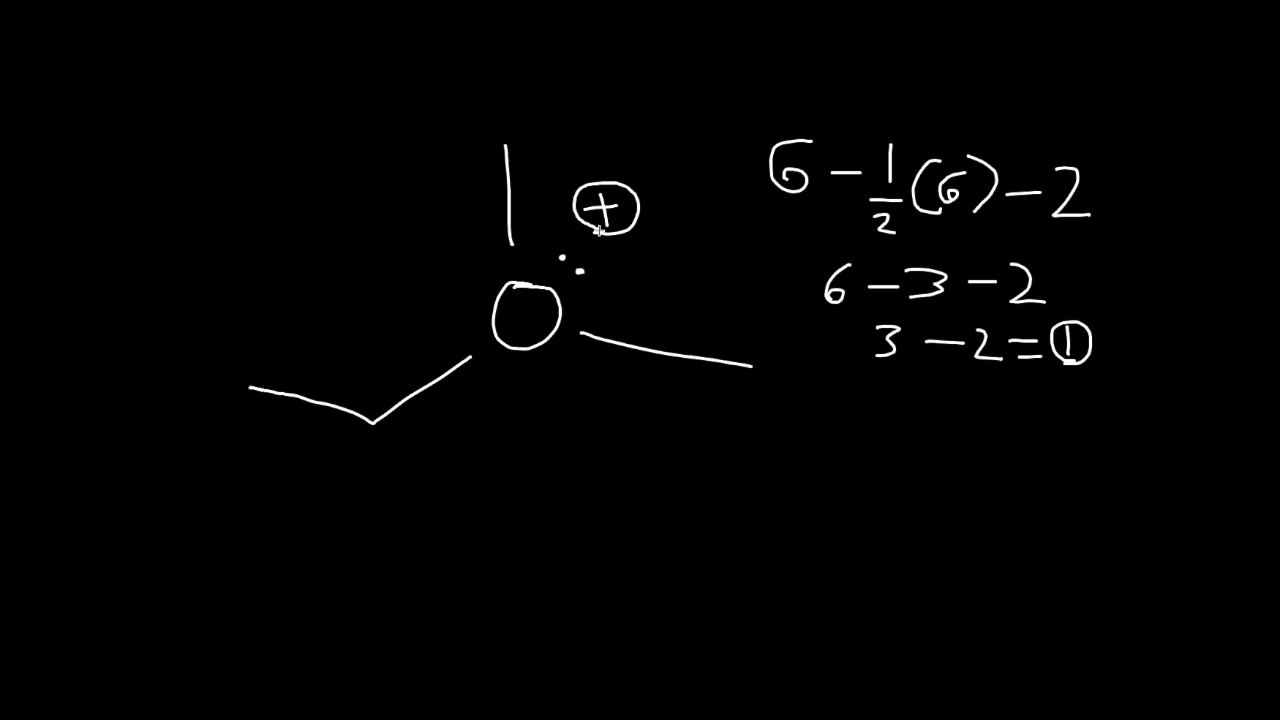 +
O
6 - 1/2 (6) - 2
6 - 3 - 2
3 - 2 = 1